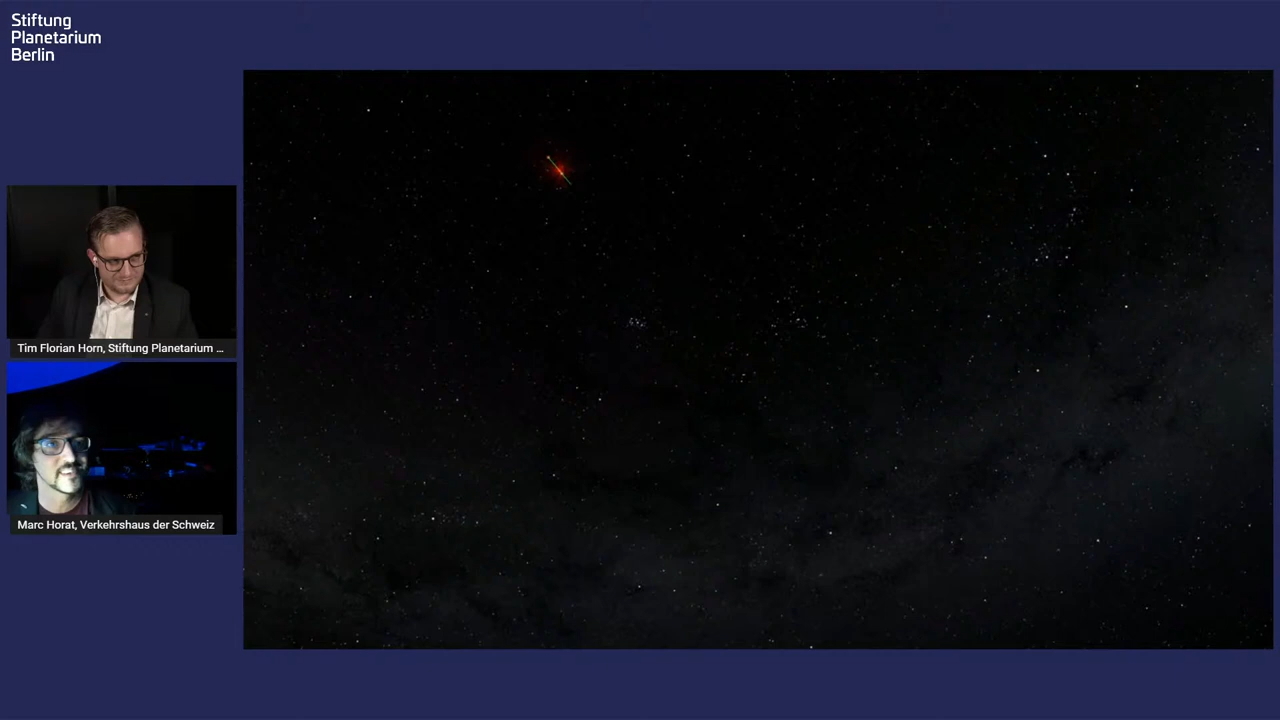 Stiftung
Planetarium
Berlin
Tim Florian Horn, Stiftung Planetarium ...
Marc Horat, Verkehrshaus der Schweiz